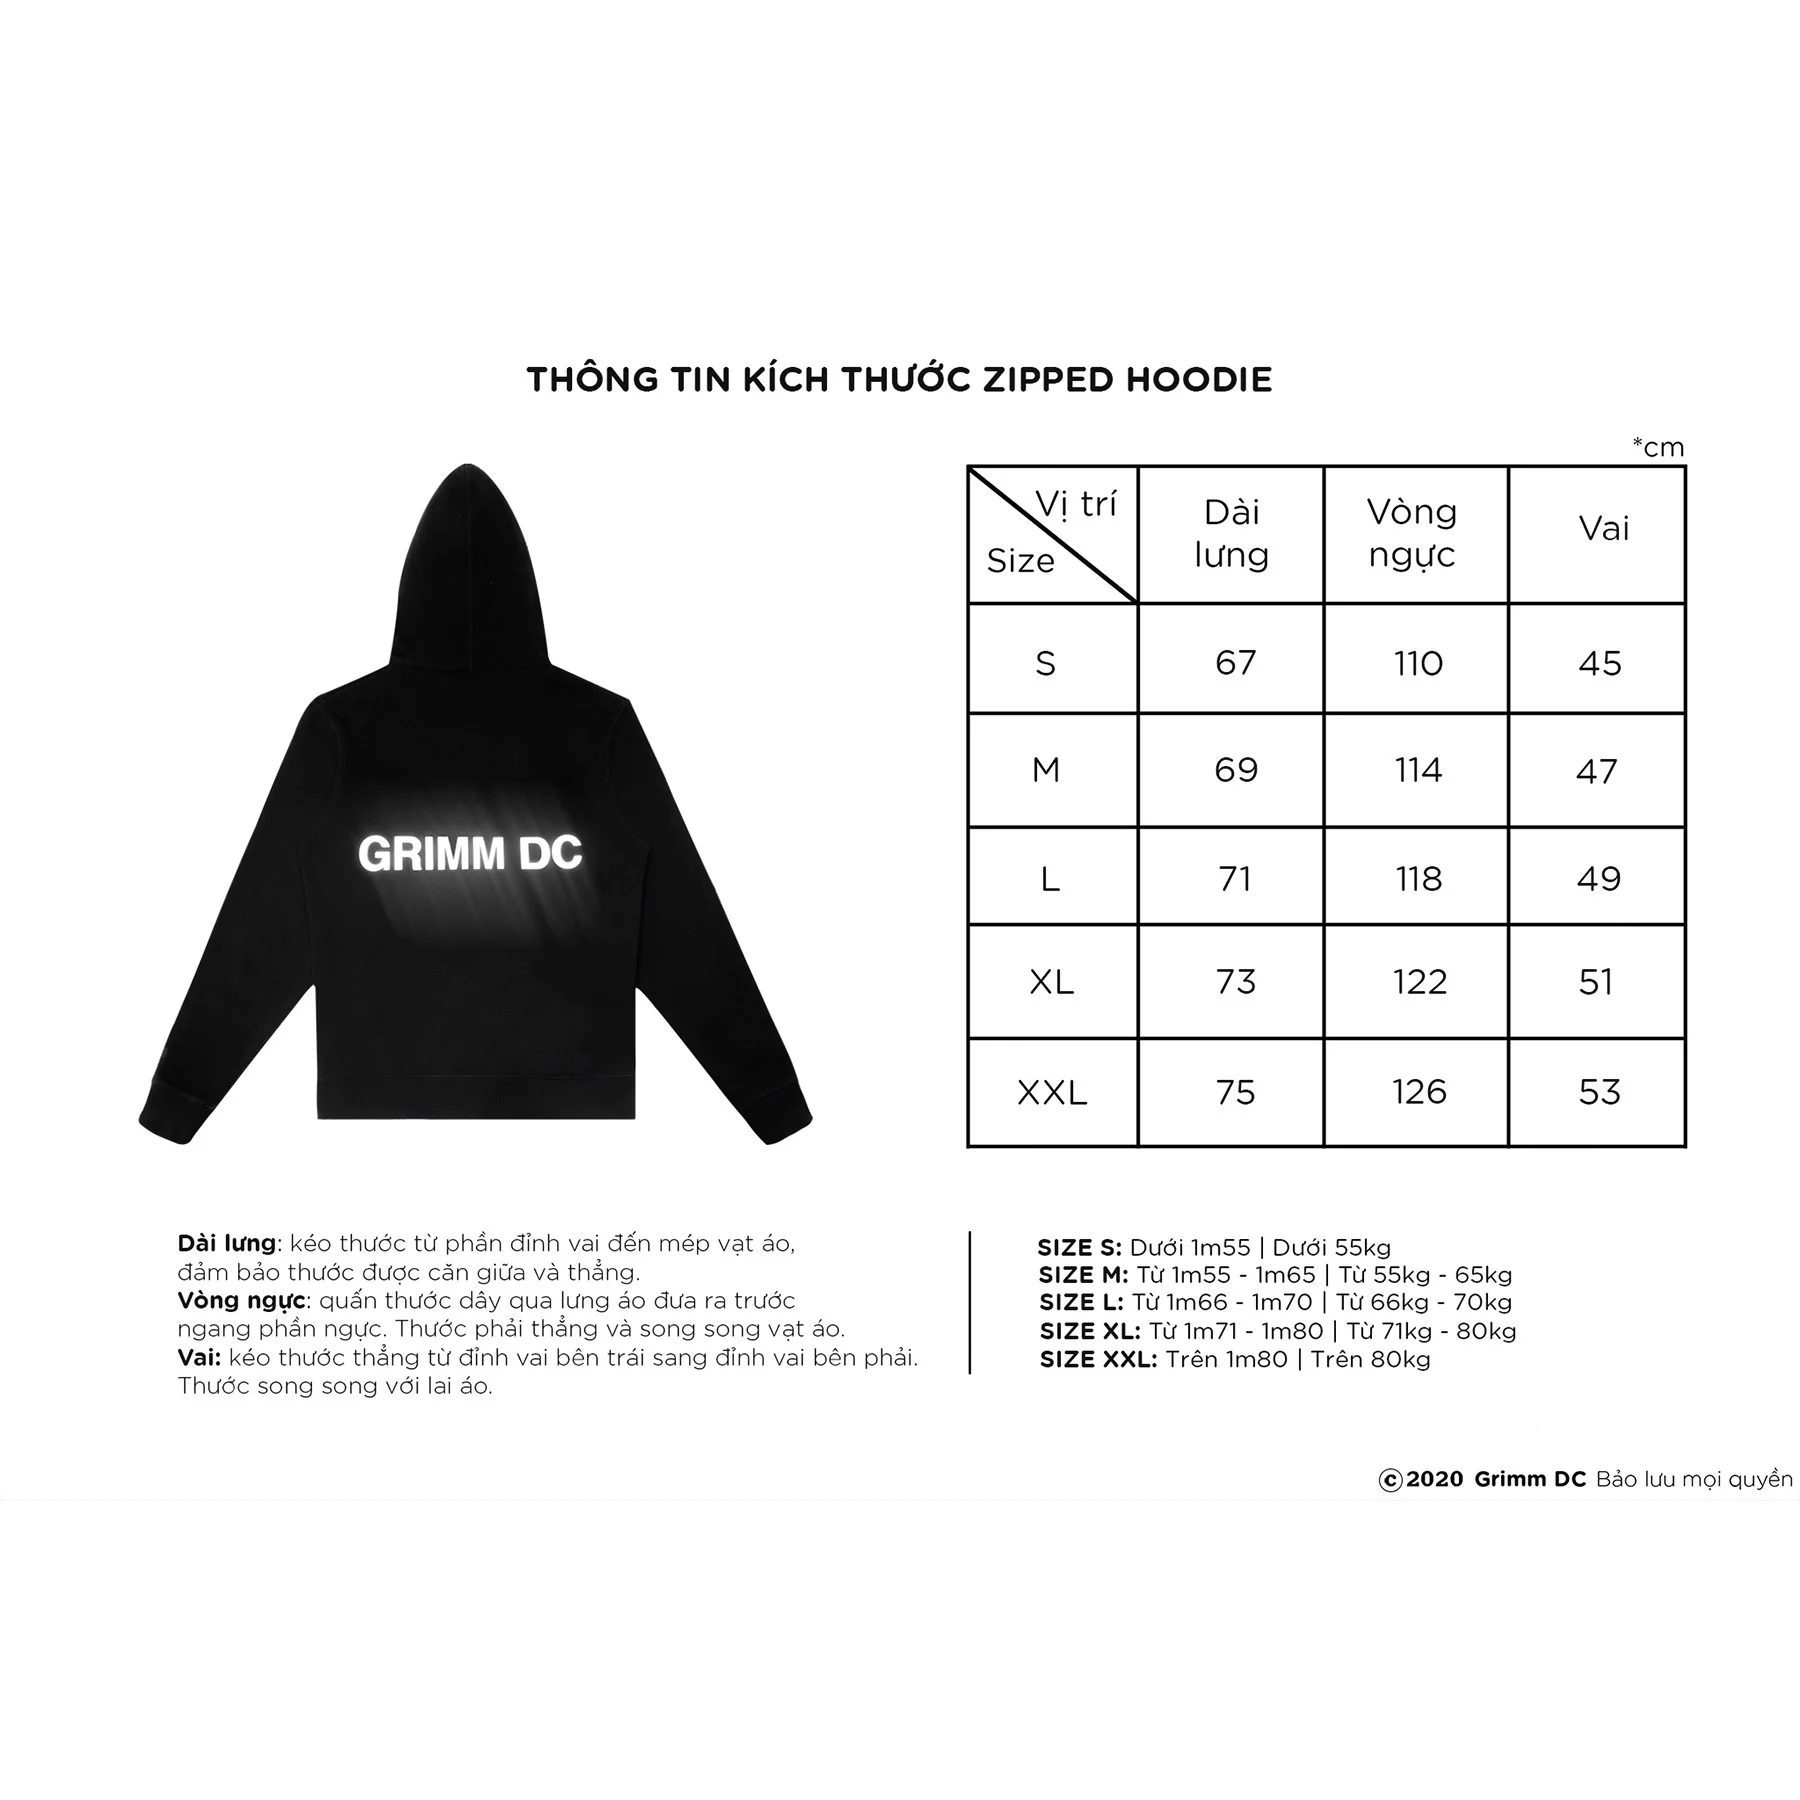 THÔNG TIN KÍCH THƯỚC ZIPPED HOODIE
*cm
Vị trí
Size
Dài lưng
Vòng ngực
Vai
S 67 110 45
M 69 114 47
L 71 118 49
XL 73 122 51
XXL 75 126 53
GRIMM DC
Dài lưng: kéo thước từ phần đỉnh vai đến mép vạt áo,
đảm bảo thước được căn giữa và thẳng.
Vòng ngực: quấn thước dây qua lưng áo đưa ra trước
ngang phần ngực. Thước phải thẳng và song song vạt áo.
Vai: kéo thước thẳng từ đỉnh vai bên trái sang đỉnh vai bên phải.
Thước song song với lai áo.
SIZE S: Dưới 1m55 | Dưới 55kg
SIZE M: Từ 1m55 - 1m65 | Từ 55kg - 65kg
SIZE L: Từ 1m66 - 1m70 | Từ 66kg - 70kg
SIZE XL: Từ 1m71 - 1m80 | Từ 71kg - 80kg
SIZE XXL: Trên 1m80 | Trên 80kg
©2020 Grimm DC Bảo lưu mọi quyền